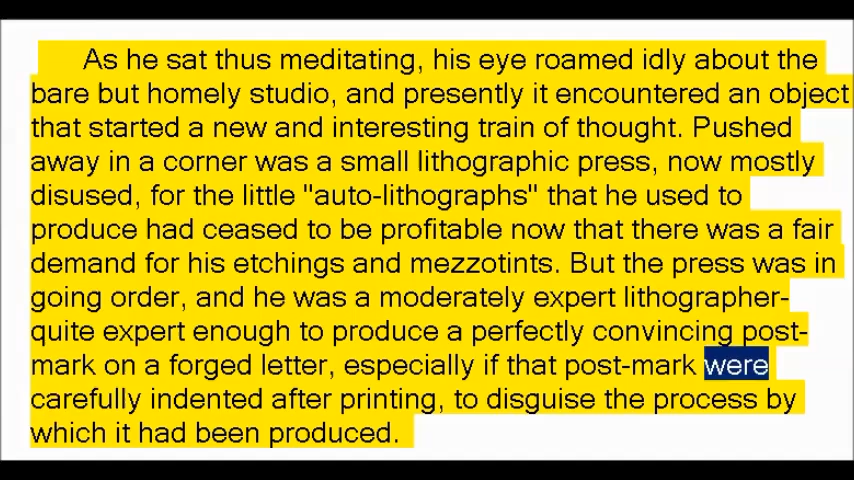 As he sat thus meditating, his eye roamed idly about the
bare but homely studio, and presently it encountered an object
that started a new and interesting train of thought. Pushed
away in a corner was a small lithographic press, now mostly
disused, for the little "auto-lithographs" that he used to
produce had ceased to be profitable now that there was a fair
demand for his etchings and mezzotints. But the press was in
going order, and he was a moderately expert lithographer-
quite expert enough to produce a perfectly convincing post-
mark on a forged letter, especially if that post-mark were
carefully indented after printing, to disguise the process by
which it had been produced.